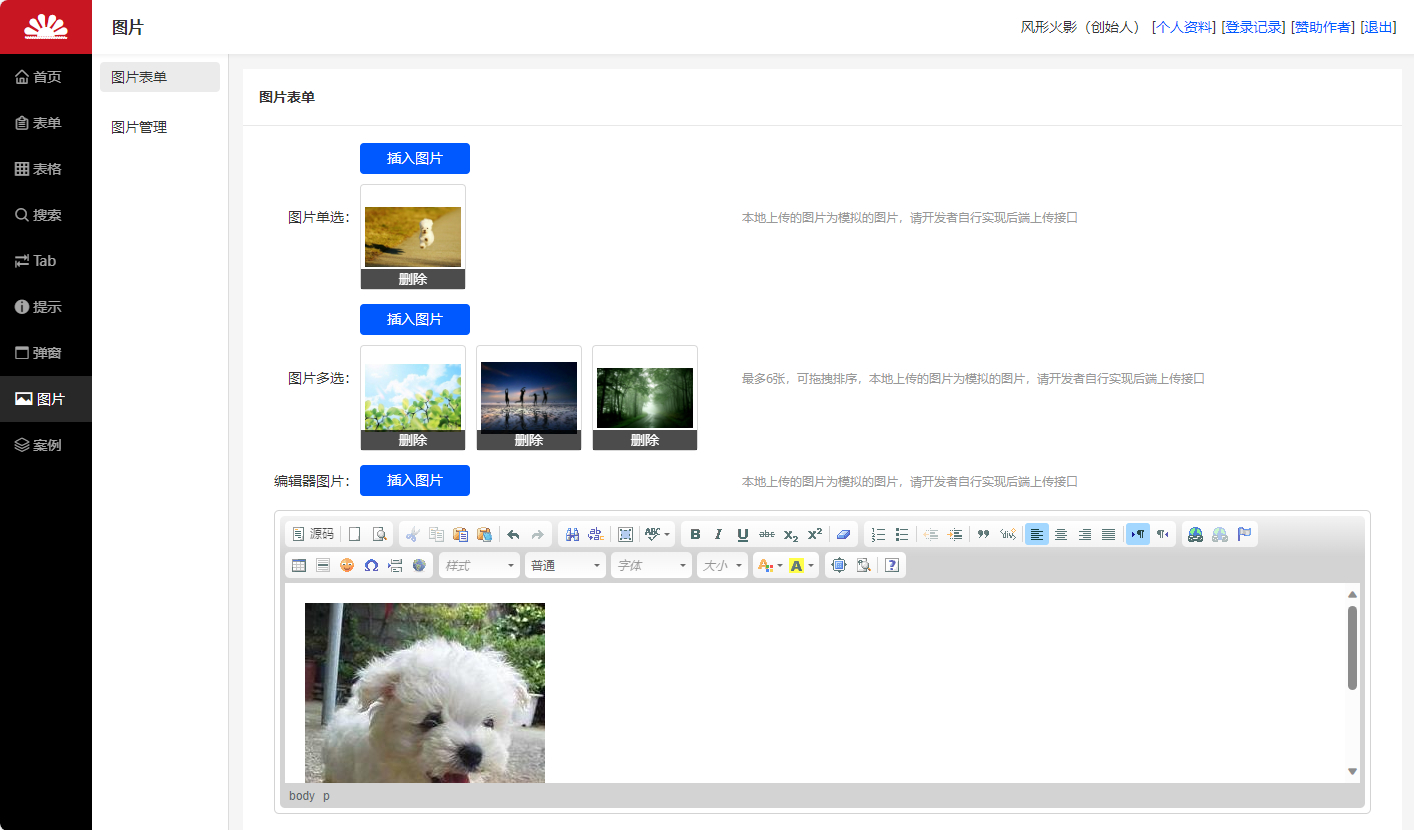 图片
风形火影（创始人） [个人资料] [登录记录] [赞助作者] [退出]
首页
表单
表格
搜索
Tab
提示
弹窗
图片
案例
图片表单
图片管理
图片表单
插入图片
图片单选：
删除
本地上传的图片为模拟的图片，请开发者自行实现后端上传接口
插入图片
图片多选：
删除 删除 删除
最多6张，可拖拽排序，本地上传的图片为模拟的图片，请开发者自行实现后端上传接口
编辑器图片：
插入图片
本地上传的图片为模拟的图片，请开发者自行实现后端上传接口
源码 ABC B I U abc X₂ X²
样式 普通 字体 大小 A A ?
body p